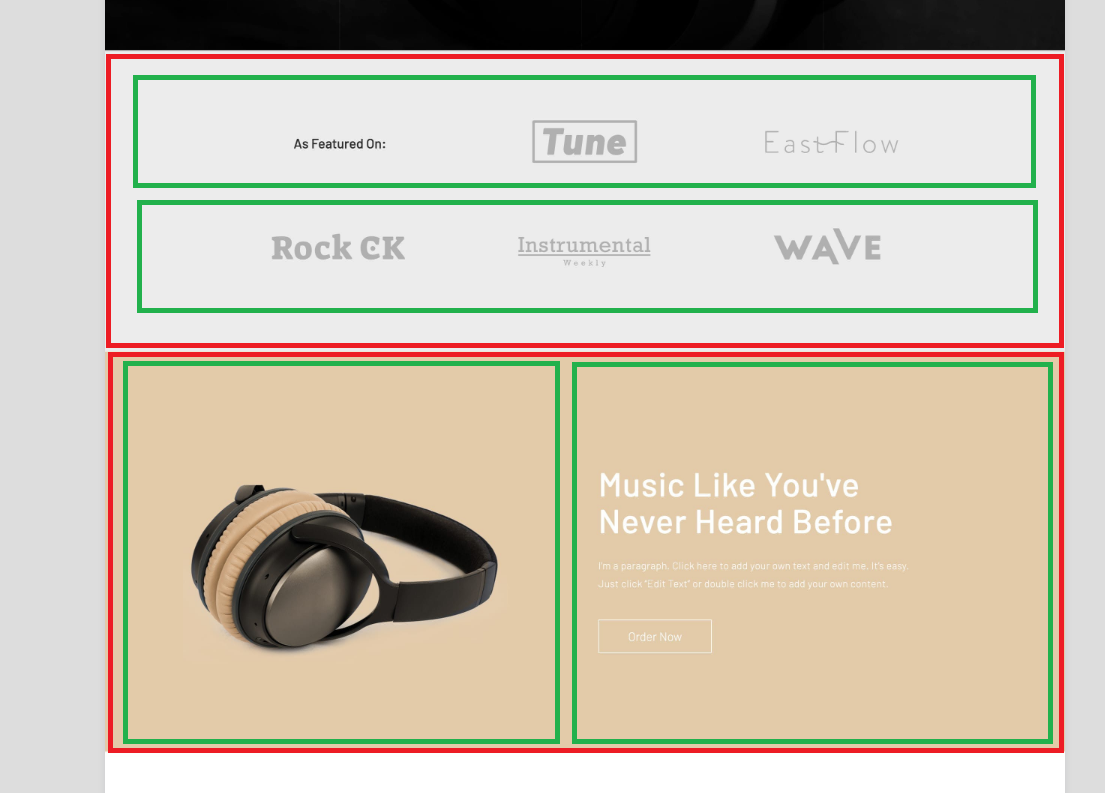 As Featured On:
Tune
EastFlow
Rock CK
Instrumental
Weekly
WAVE
Music Like You've
Never Heard Before
I'm a paragraph. Click here to add your own text and edit me. It's easy.
Just click "Edit Text" or double click me to add your own content.
Order Now